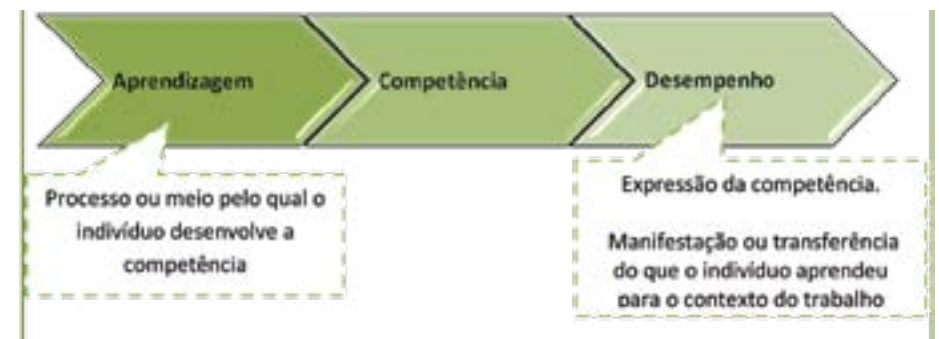 Aprendizagem
Competência
Desempenho
Processo ou meio pelo qual o
indivíduo desenvolve a
competência
Expressão da competência.
Manifestação ou transferência
do que o indivíduo aprendeu
para o contexto do trabalho